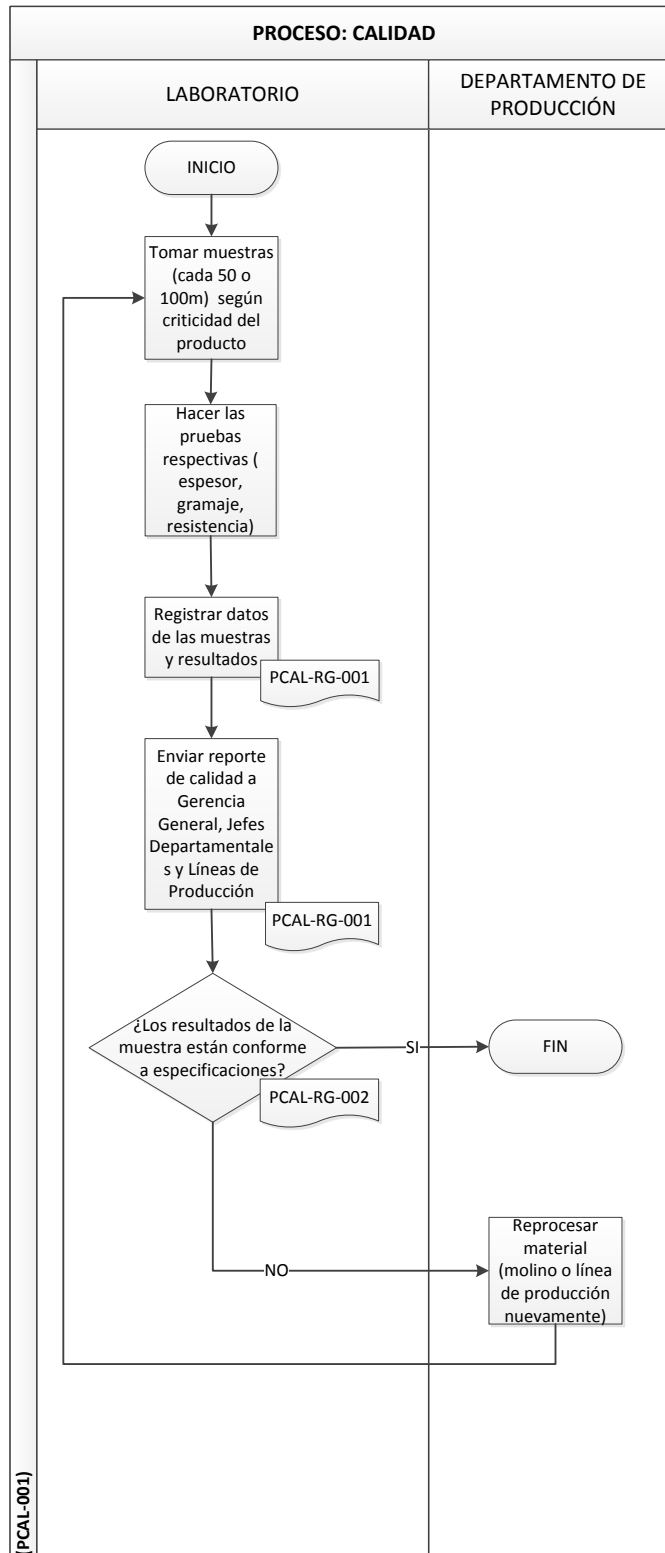 PROCESO: CALIDAD
LABORATORIO
DEPARTAMENTO DE
PRODUCCIÓN
INICIO
Tomar muestras
(cada 50 o
100m) según
criticidad del
producto
Hacer las
pruebas
respectivas (
espesor,
gramaje,
resistencia)
Registrar datos
de las muestras
y resultados
PCAL-RG-001
Enviar reporte
de calidad a
Gerencia
General, Jefes
Departamentale
s y Líneas de
Producción
PCAL-RG-001
¿Los resultados de la
muestra están conforme
a especificaciones?
PCAL-RG-002
SI
FIN
NO
Reprocesar
material
(molino o línea
de producción
nuevamente)
(PCAL-001)